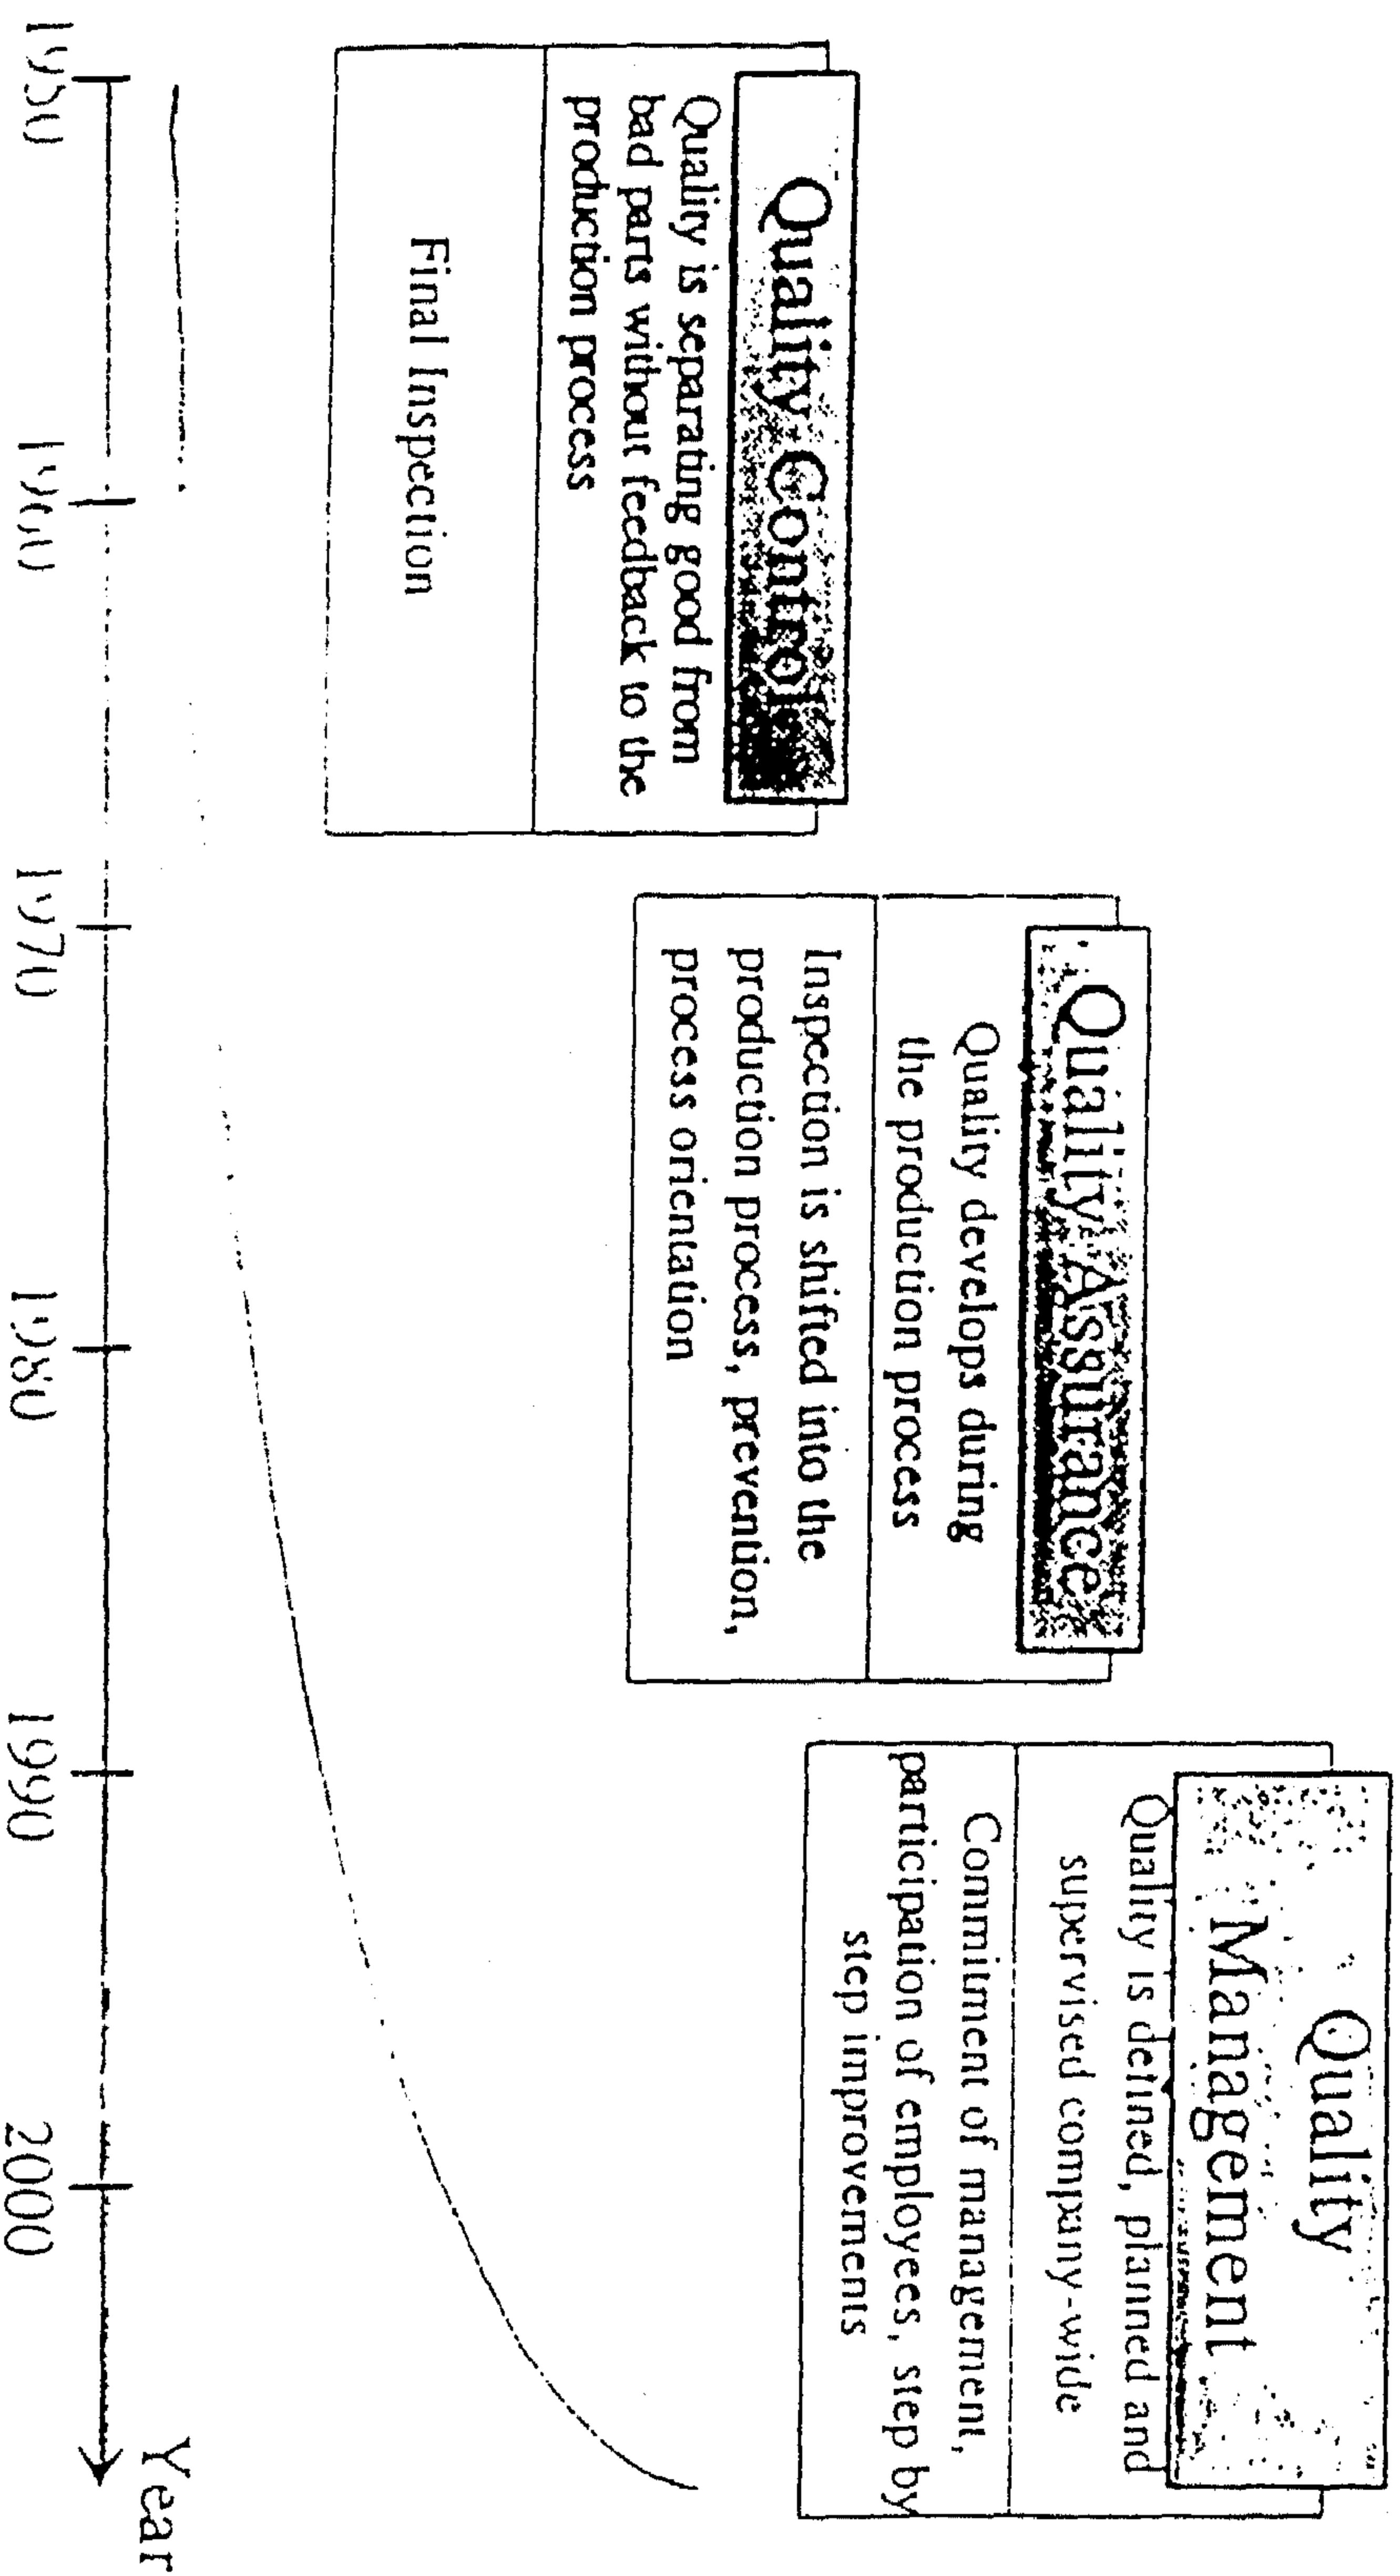 Quality Control
Quality is separating good from
bad parts without feedback to the
production process
Final Inspection
Quality Assurance
Quality develops during
the production process
Inspection is shifted into the
production process, prevention,
process orientation
Quality
Management
Quality is defined, planned and
supervised company-wide
Commitment of management,
participation of employees, step by
step improvements
1950
1960
1970
1980
1990
2000
Year